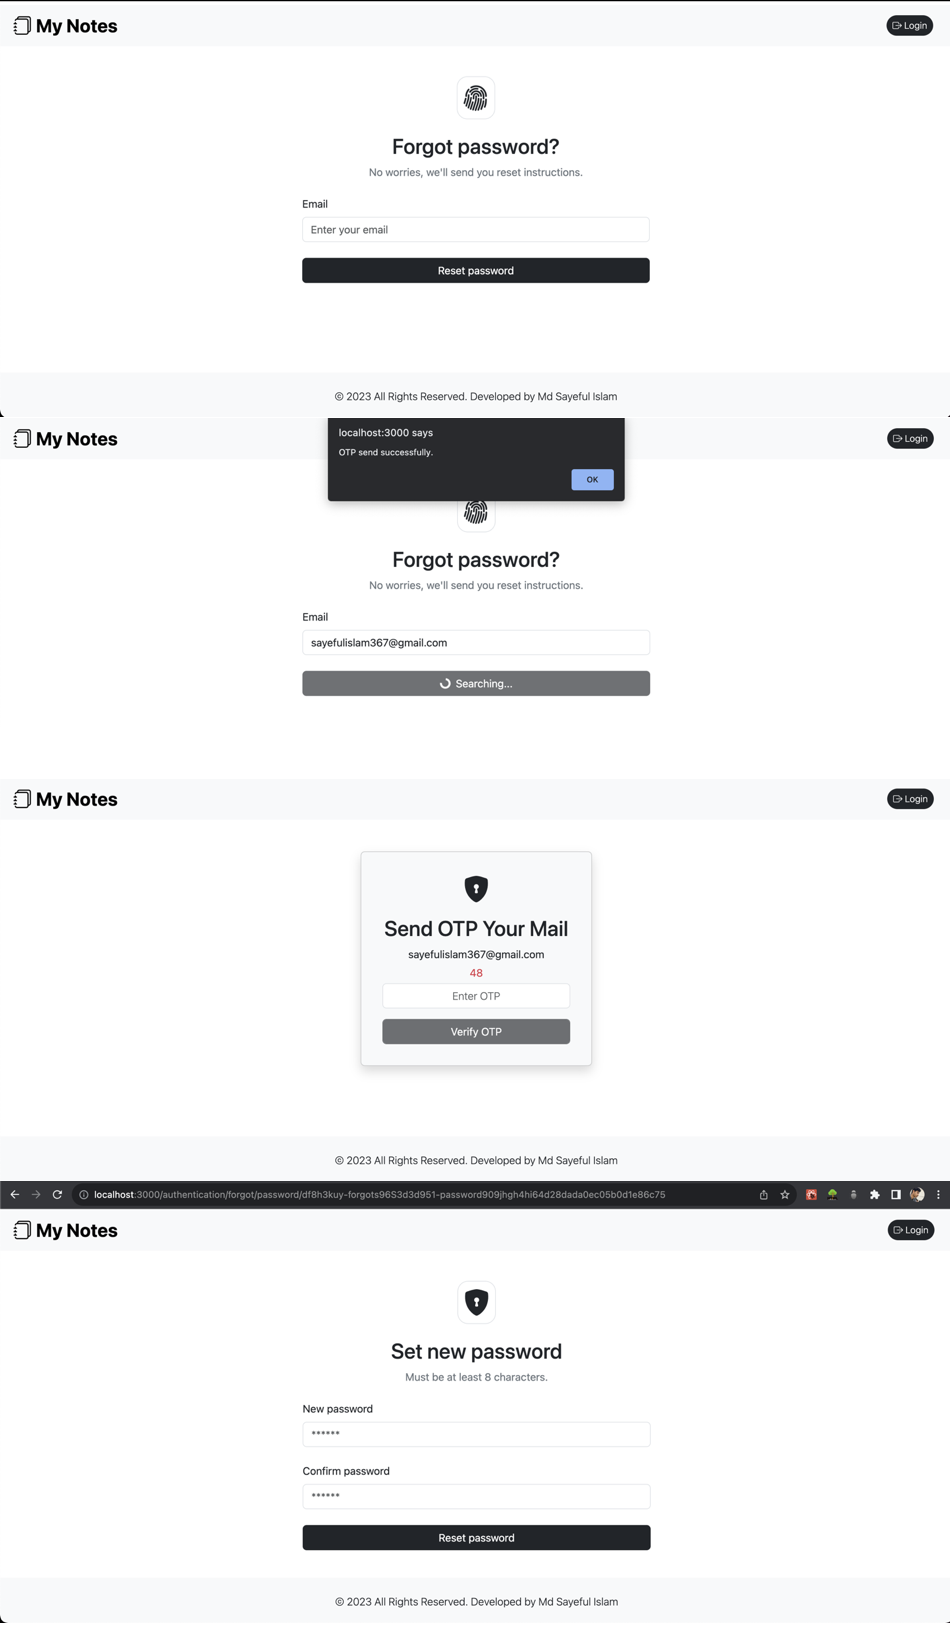 My Notes
Login
Forgot password?
No worries, we'll send you reset instructions.
Email
Enter your email
Reset password
© 2023 All Rights Reserved. Developed by Md Sayeful Islam
My Notes
localhost:3000 says
OTP send successfully.
OK
Login
Forgot password?
No worries, we'll send you reset instructions.
Email
sayefulislam367@gmail.com
Searching...
My Notes
Login
Send OTP Your Mail
sayefulislam367@gmail.com
48
Enter OTP
Verify OTP
© 2023 All Rights Reserved. Developed by Md Sayeful Islam
localhost:3000/authentication/forgot/password/df8h3kuy-forgots96S3d3d951-password909jhgh4hi64d28dada0ec05b0d1e86c75
My Notes
Login
Set new password
Must be at least 8 characters.
New password
******
Confirm password
******
Reset password
© 2023 All Rights Reserved. Developed by Md Sayeful Islam